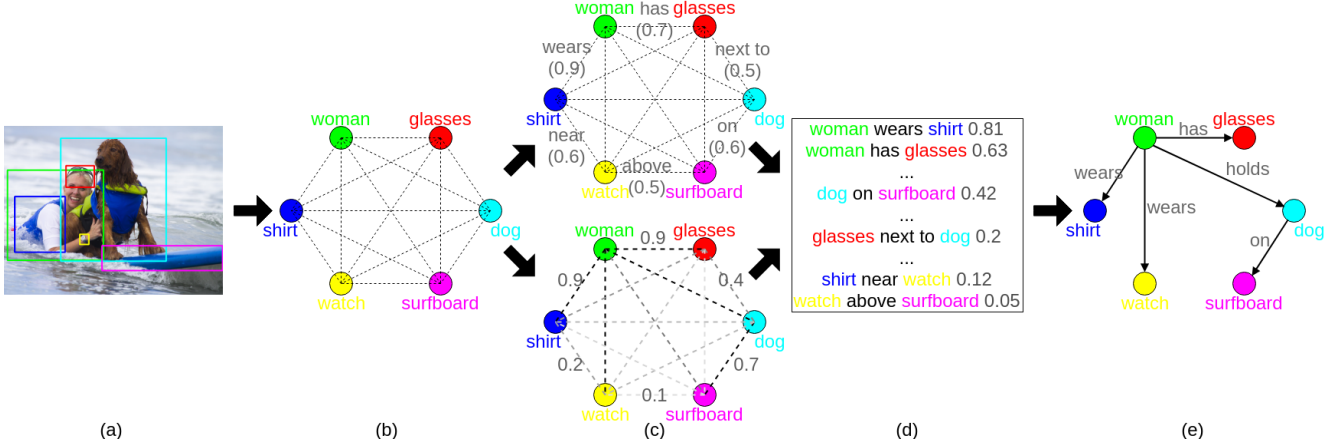 woman
glasses
shirt
dog
watch
surfboard
(a)
(b)
woman has glasses
(0.7)
wears
(0.9)
next to
(0.5)
shirt
dog
near
(0.6)
on
(0.6)
above
(0.5)
watch
surfboard
woman
glasses
0.9
0.9
0.4
shirt
dog
0.2
0.7
0.1
watch
surfboard
(c)
woman wears shirt 0.81
woman has glasses 0.63
...
dog on surfboard 0.42
...
glasses next to dog 0.2
...
shirt near watch 0.12
watch above surfboard 0.05
(d)
woman
glasses
has
wears
holds
wears
shirt
dog
on
watch
surfboard
(e)